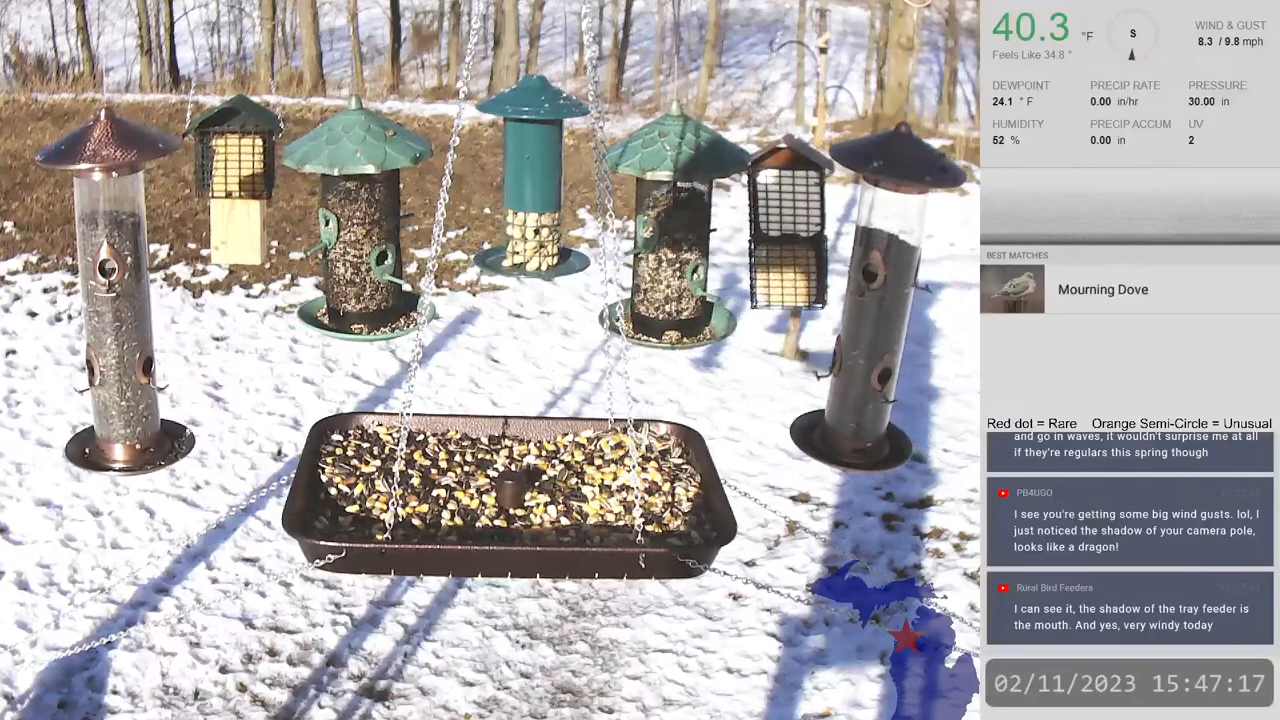 40.3 °F
Feels Like 34.8 °
S
WIND & GUST
8.3 / 9.8 mph
DEWPOINT
24.1 ° F
PRECIP RATE
0.00 in/hr
PRESSURE
30.00 in
HUMIDITY
52 %
PRECIP ACCUM
0.00 in
UV
2
BEST MATCHES
Mourning Dove
Red dot = Rare Orange Semi-Circle = Unusual
and go in waves, it wouldn't surprise me at all
if they're regulars this spring though
PB4UGO
I see you're getting some big wind gusts. lol, I
just noticed the shadow of your camera pole,
looks like a dragon!
Rural Bird Feeders
I can see it, the shadow of the tray feeder is
the mouth. And yes, very windy today
02/11/2023 15:47:17